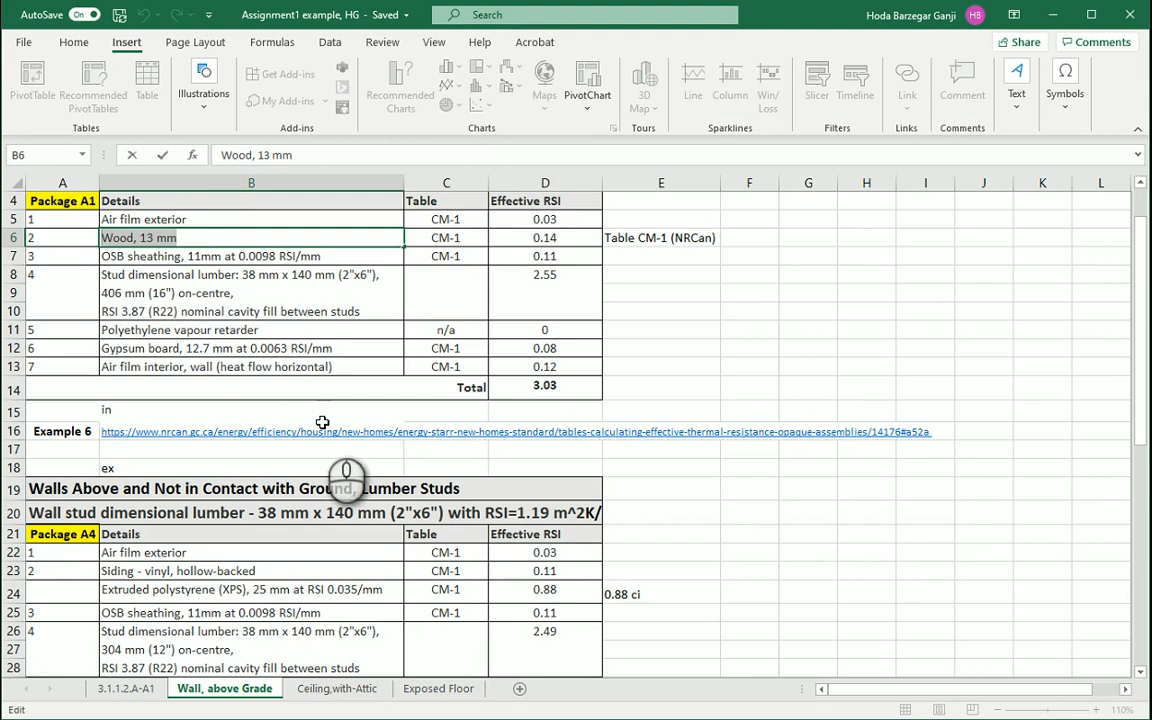 AutoSave On Assignment1 example, HG - Saved Search Hoda Barzegar Ganji HB
File Home Insert Page Layout Formulas Data Review View Help Acrobat Share Comments
PivotTable Recommended PivotTables Table Illustrations Get Add-ins My Add-ins Recommended Charts Maps PivotChart 3D Map Line Column Win/Loss Slicer Timeline Link Comment Text Symbols
Tables Add-ins Charts Tours Sparklines Filters Links Comments
B6 fx Wood, 13 mm
A B C D E F G H I J K L
4 Package A1 Details Table Effective RSI
5 1 Air film exterior CM-1 0.03
6 2 Wood, 13 mm CM-1 0.14 Table CM-1 (NRCan)
7 3 OSB sheathing, 11mm at 0.0098 RSI/mm CM-1 0.11
8 4 Stud dimensional lumber: 38 mm x 140 mm (2"x6"), 2.55
9 406 mm (16") on-centre,
10 RSI 3.87 (R22) nominal cavity fill between studs
11 5 Polyethylene vapour retarder n/a 0
12 6 Gypsum board, 12.7 mm at 0.0063 RSI/mm CM-1 0.08
13 7 Air film interior, wall (heat flow horizontal) CM-1 0.12
14 Total 3.03
15 in
16 Example 6 https://www.nrcan.gc.ca/energy/efficiency/housing/new-homes/energy-starr-new-homes-standard/tables-calculating-effective-thermal-resistance-opaque-assemblies/14176#a52a
17
18 ex
19 Walls Above and Not in Contact with Ground, Lumber Studs
20 Wall stud dimensional lumber - 38 mm x 140 mm (2"x6") with RSI=1.19 m^2K/
21 Package A4 Details Table Effective RSI
22 1 Air film exterior CM-1 0.03
23 2 Siding - vinyl, hollow-backed CM-1 0.11
24 Extruded polystyrene (XPS), 25 mm at RSI 0.035/mm CM-1 0.88 0.88 ci
25 3 OSB sheathing, 11mm at 0.0098 RSI/mm CM-1 0.11
26 4 Stud dimensional lumber: 38 mm x 140 mm (2"x6"), 2.49
27 304 mm (12") on-centre,
28 RSI 3.87 (R22) nominal cavity fill between studs
3.1.1.2.A-A1 Wall, above Grade Ceiling,with-Attic Exposed Floor
Edit 110%